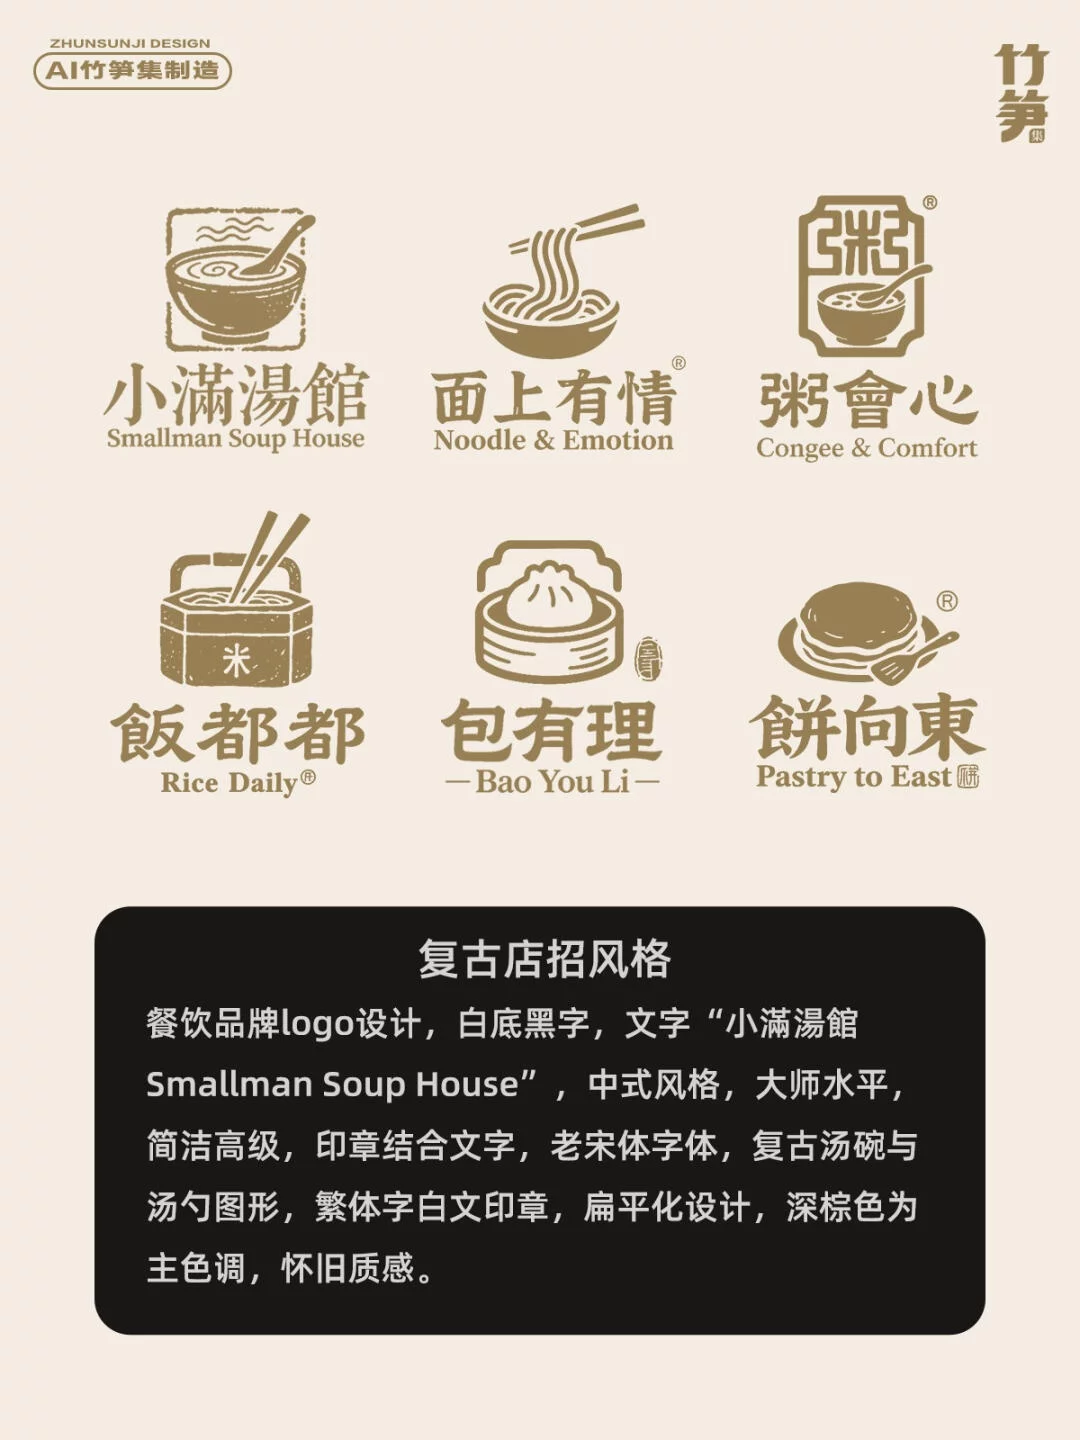 ZHUNSUNJI DESIGN
AI竹笋集制造
竹笋
集
粥
®
小滿湯館
Smallman Soup House
面上有情®
Noodle & Emotion
粥會心
Congee & Comfort
米
飯都都
Rice Daily®
包有理
—Bao You Li—
®
餅向東
Pastry to East
复古店招风格
餐饮品牌logo设计，白底黑字，文字“小滿湯館
Smallman Soup House”，中式风格，大师水平，
简洁高级，印章结合文字，老宋体字体，复古汤碗与
汤勺图形，繁体字白文印章，扁平化设计，深棕色为
主色调，怀旧质感。